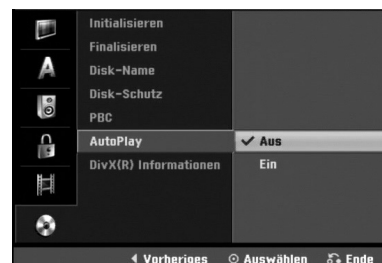 Initialisieren
Finalisieren
Disk-Name
Disk-Schutz
PBC
AutoPlay ✔ Aus
DivX(R) Informationen Ein
A
◀ Vorheriges ⊙ Auswählen Ende